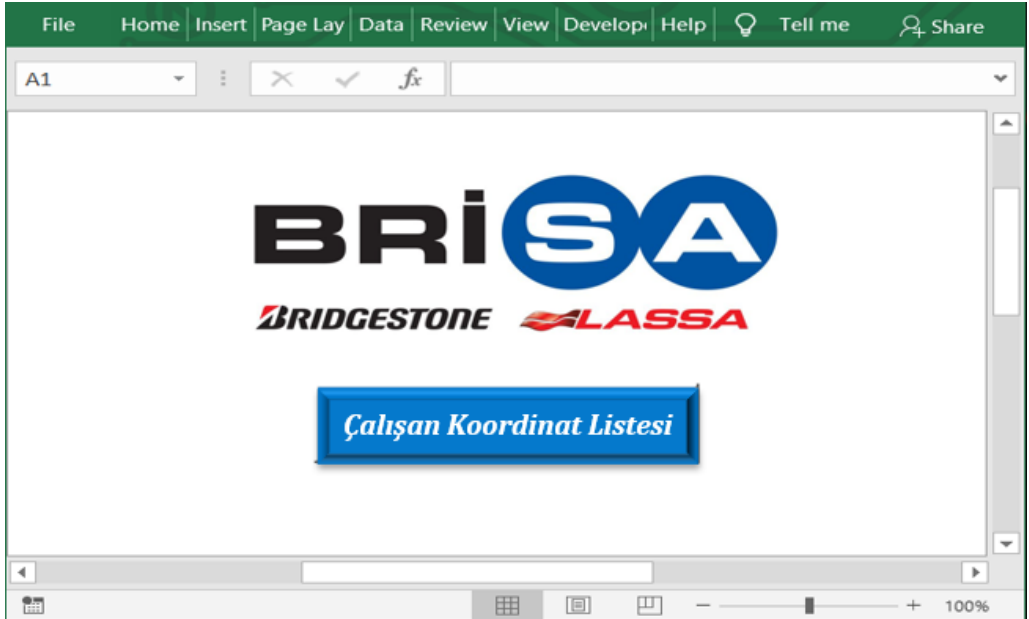 File Home Insert Page Lay Data Review View Develop Help Tell me Share
A1 fx
BRİSA
BRIDGESTONE LASSA
Çalışan Koordinat Listesi
100%